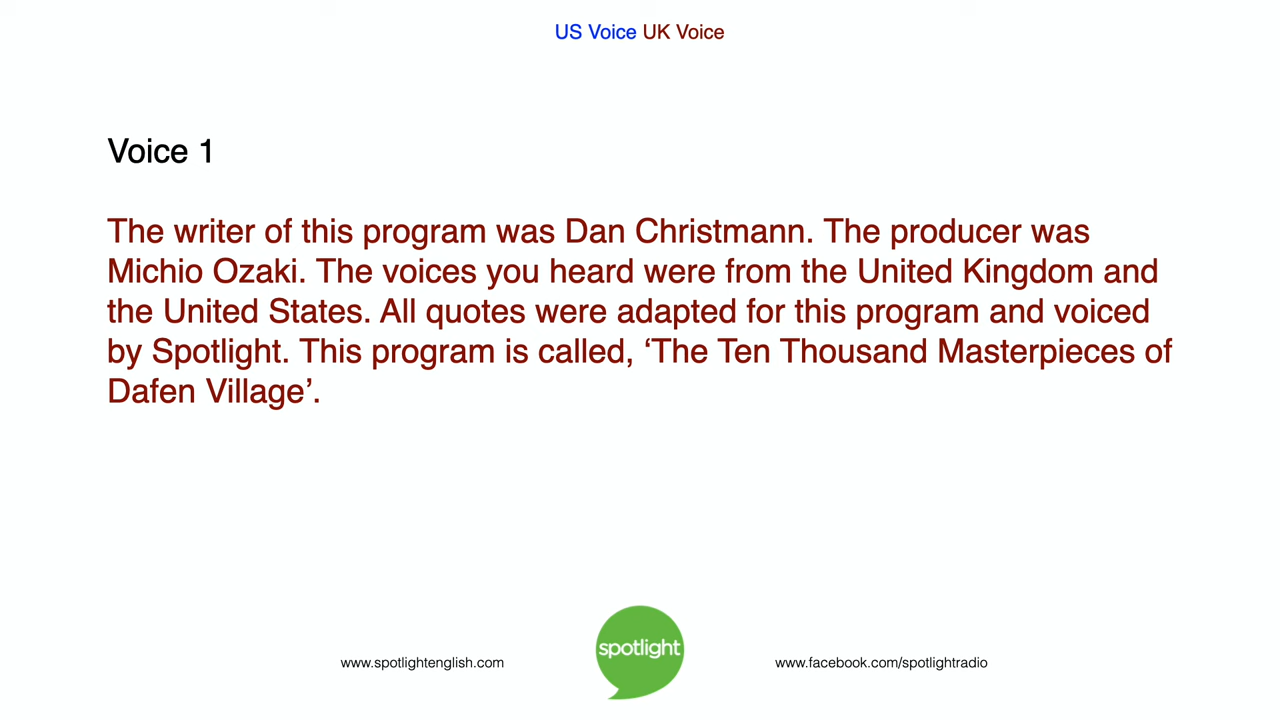 US Voice UK Voice
Voice 1
The writer of this program was Dan Christmann. The producer was
Michio Ozaki. The voices you heard were from the United Kingdom and
the United States. All quotes were adapted for this program and voiced
by Spotlight. This program is called, ‘The Ten Thousand Masterpieces of
Dafen Village’.
www.spotlightenglish.com
spotlight
www.facebook.com/spotlightradio